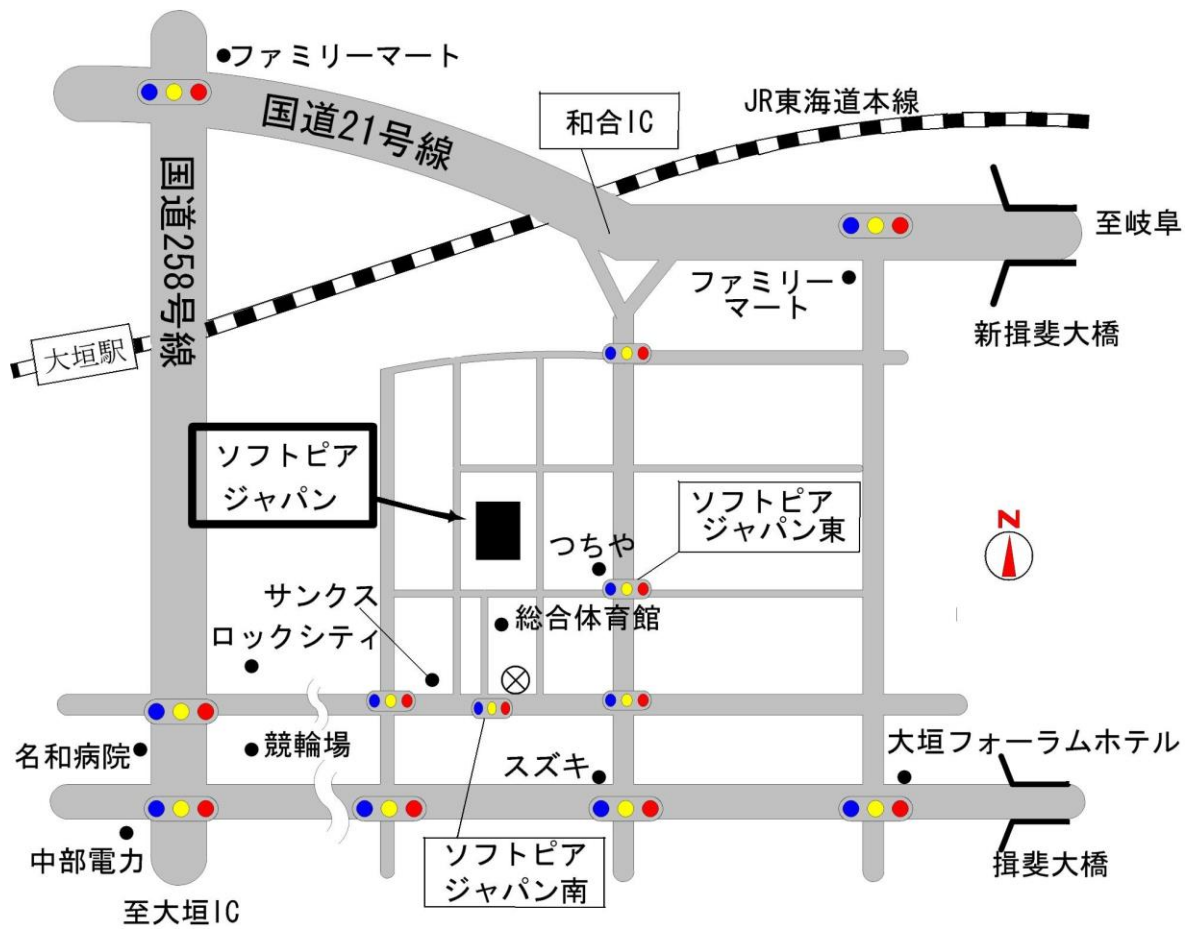 ファミリーマート
国道21号線
和合IC
JR東海道本線
国道258号線
至岐阜
ファミリー
マート
新揖斐大橋
大垣駅
ソフトピア
ジャパン
ソフトピア
ジャパン東
N
つちや
サンクス
総合体育館
ロックシティ
名和病院
競輪場
スズキ
大垣フォーラムホテル
中部電力
ソフトピア
ジャパン南
揖斐大橋
至大垣IC